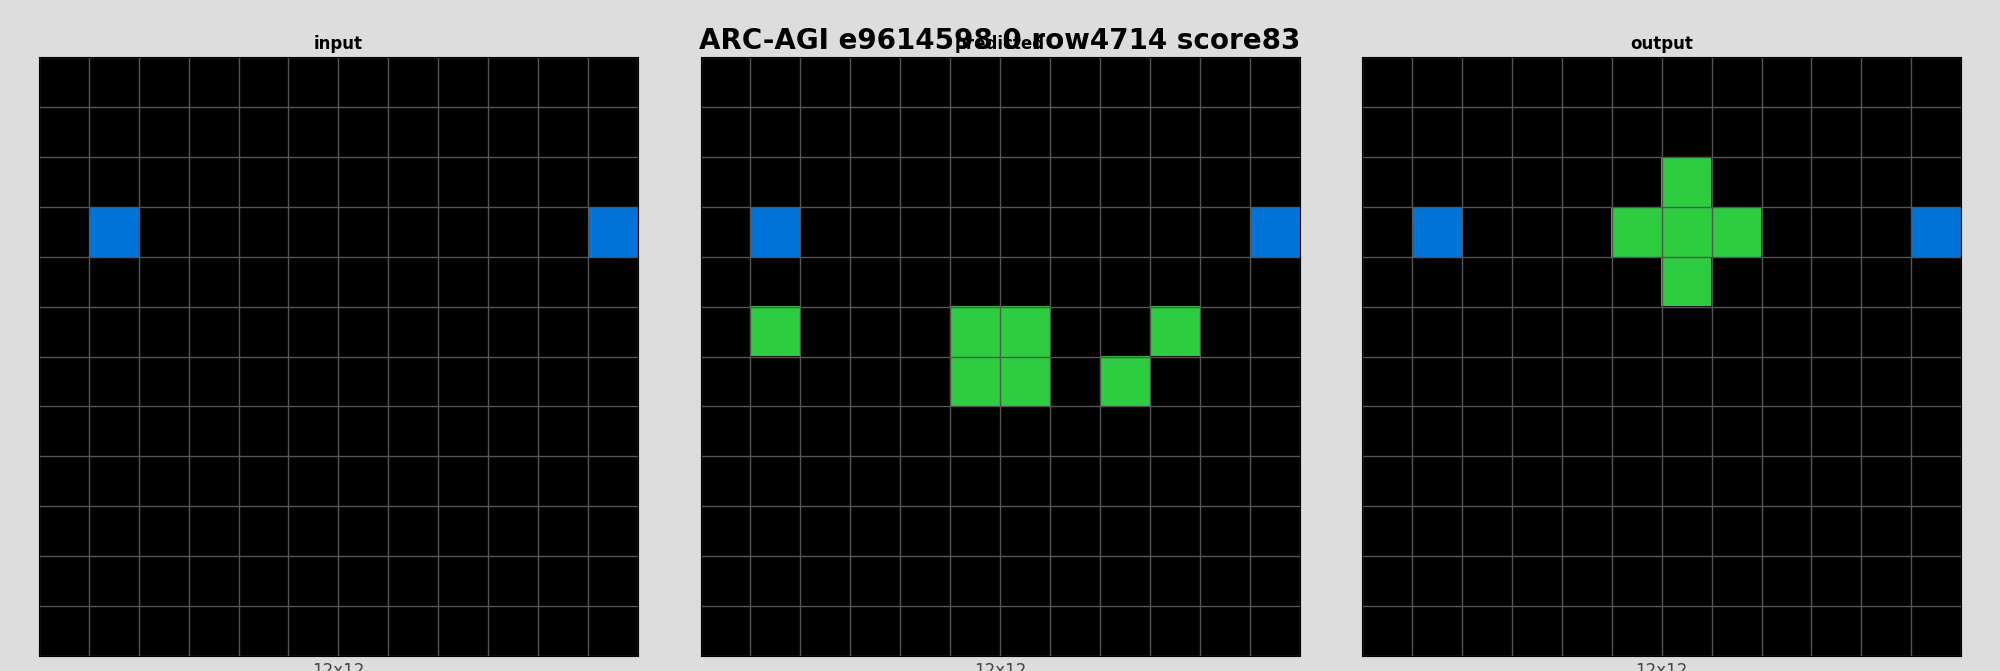 ARC-AGI e9614598 0 row4714 score83
input
predicted
output
12x12
12x12
12x12